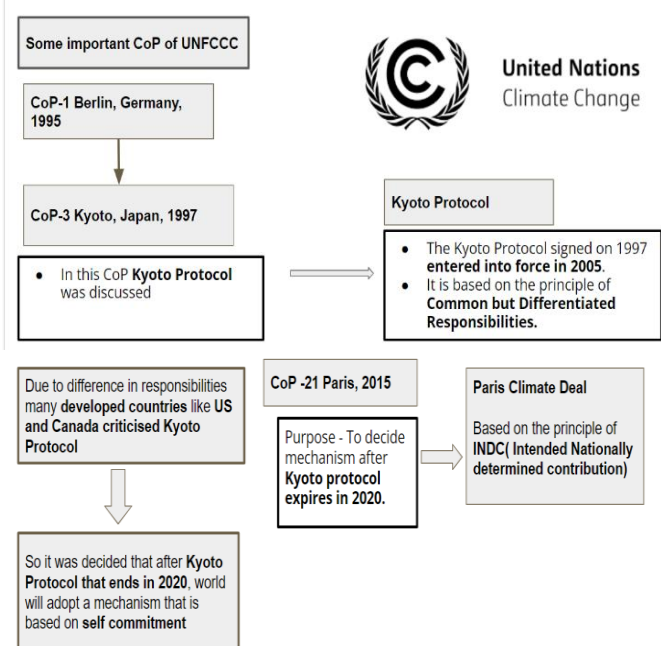 Some important CoP of UNFCCC
United Nations
Climate Change
CoP-1 Berlin, Germany,
1995
CoP-3 Kyoto, Japan, 1997
● In this CoP Kyoto Protocol
was discussed
Kyoto Protocol
● The Kyoto Protocol signed on 1997
entered into force in 2005.
● It is based on the principle of
Common but Differentiated
Responsibilities.
Due to difference in responsibilities
many developed countries like US
and Canada criticised Kyoto
Protocol
So it was decided that after Kyoto
Protocol that ends in 2020, world
will adopt a mechanism that is
based on self commitment
CoP -21 Paris, 2015
Purpose - To decide
mechanism after
Kyoto protocol
expires in 2020.
Paris Climate Deal
Based on the principle of
INDC( Intended Nationally
determined contribution)